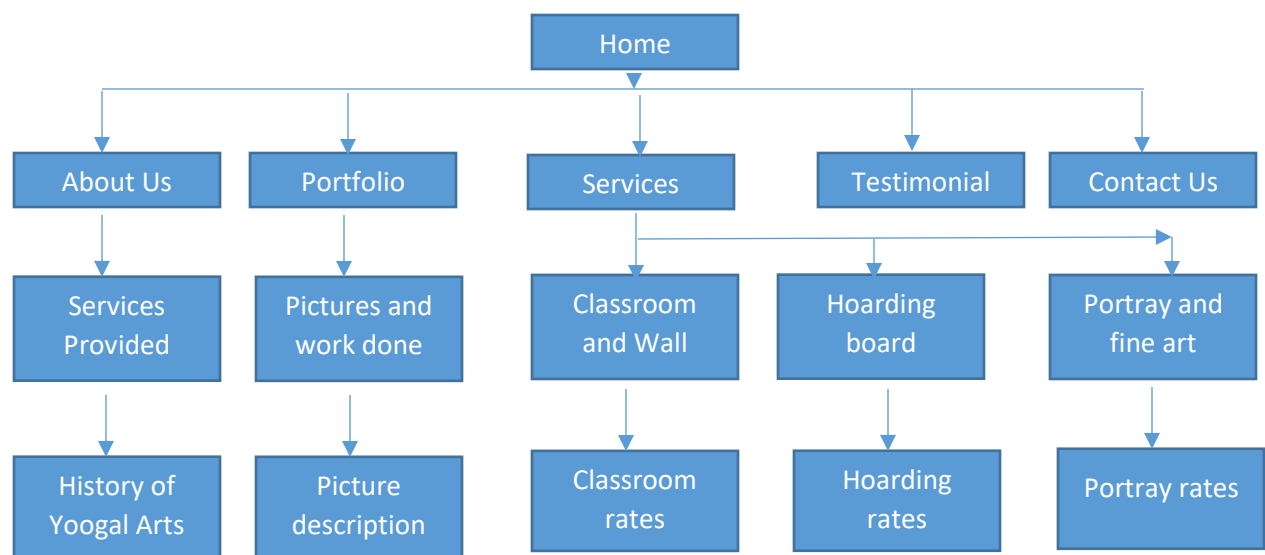 Home
About Us
Portfolio
Services
Testimonial
Contact Us
Services
Provided
Pictures and
work done
Classroom
and Wall
Hoarding
board
Portray and
fine art
History of
Yoogal Arts
Picture
description
Classroom
rates
Hoarding
rates
Portray rates